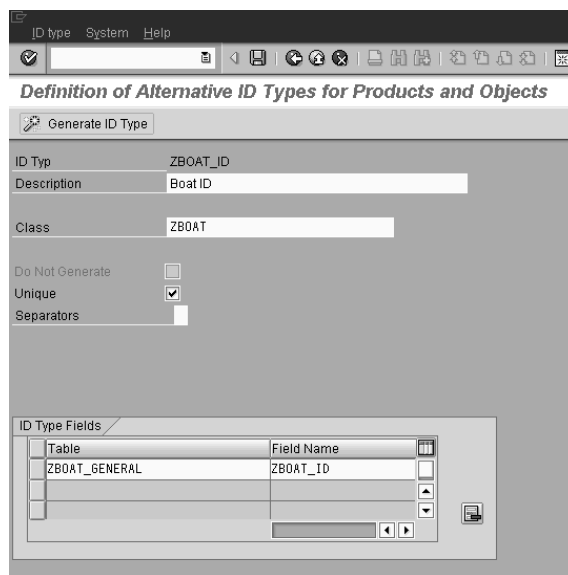 ID type System Help
Definition of Alternative ID Types for Products and Objects
Generate ID Type
ID Typ ZBOAT_ID
Description Boat ID
Class ZBOAT
Do Not Generate
Unique
Separators
ID Type Fields
Table Field Name
ZBOAT_GENERAL ZBOAT_ID